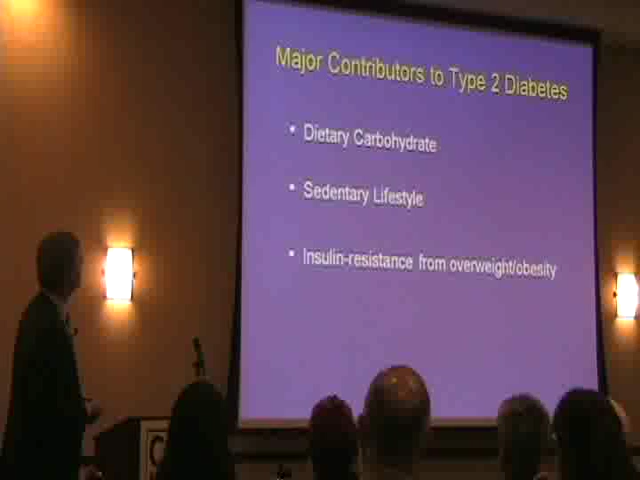 Major Contributors to Type 2 Diabetes
• Dietary Carbohydrate
• Sedentary Lifestyle
• Insulin-resistance from overweight/obesity
C